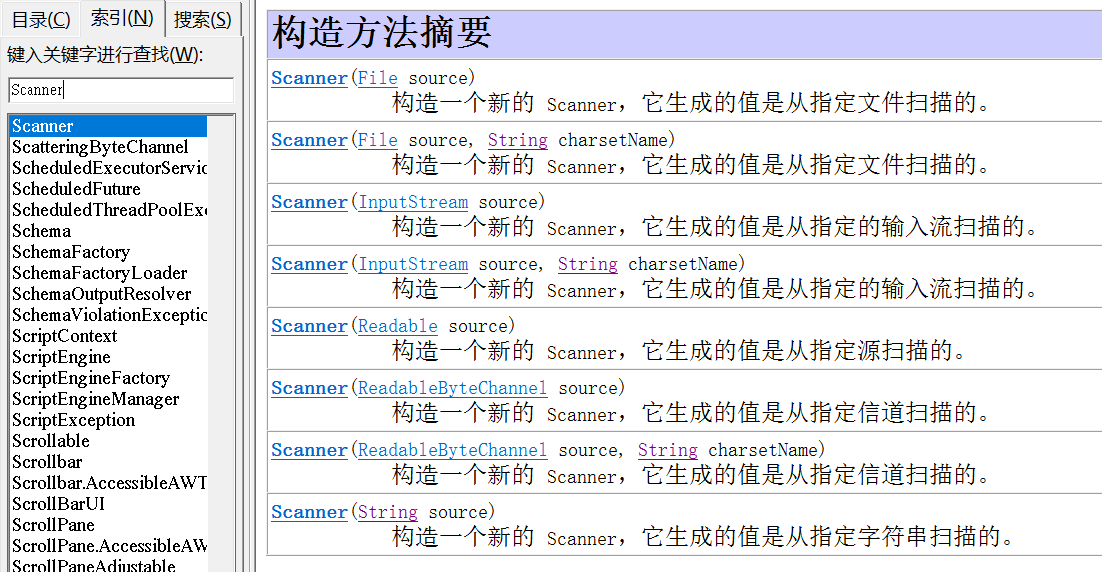 目录(C) 索引(N) 搜索(S)
键入关键字进行查找(W):
Scanner
Scanner
ScatteringByteChannel
ScheduledExecutorServic
ScheduledFuture
ScheduledThreadPoolExe
Schema
SchemaFactory
SchemaFactoryLoader
SchemaOutputResolver
SchemaViolationExceptio
ScriptContext
ScriptEngine
ScriptEngineFactory
ScriptEngineManager
ScriptException
Scrollable
Scrollbar
Scrollbar.AccessibleAWT
ScrollBarUI
ScrollPane
ScrollPane.AccessibleAW
ScrollPaneAdjustable
构造方法摘要
Scanner(File source)
构造一个新的 Scanner，它生成的值是从指定文件扫描的。
Scanner(File source, String charsetName)
构造一个新的 Scanner，它生成的值是从指定文件扫描的。
Scanner(InputStream source)
构造一个新的 Scanner，它生成的值是从指定的输入流扫描的。
Scanner(InputStream source, String charsetName)
构造一个新的 Scanner，它生成的值是从指定的输入流扫描的。
Scanner(Readable source)
构造一个新的 Scanner，它生成的值是从指定源扫描的。
Scanner(ReadableByteChannel source)
构造一个新的 Scanner，它生成的值是从指定信道扫描的。
Scanner(ReadableByteChannel source, String charsetName)
构造一个新的 Scanner，它生成的值是从指定信道扫描的。
Scanner(String source)
构造一个新的 Scanner，它生成的值是从指定字符串扫描的。